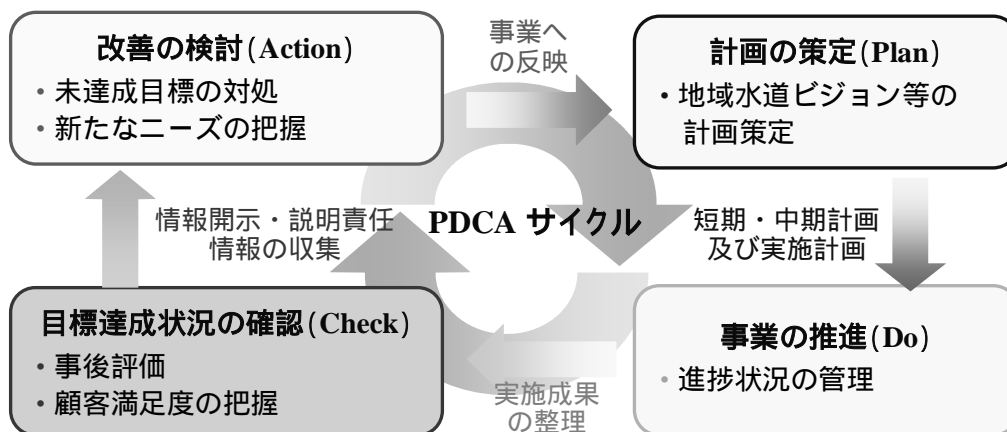 改善の検討(Action)
・未達成目標の対処
・新たなニーズの把握
事業へ
の反映
計画の策定(Plan)
・地域水道ビジョン等の
計画策定
情報開示・説明責任
情報の収集
PDCA サイクル
短期・中期計画
及び実施計画
目標達成状況の確認(Check)
・事後評価
・顧客満足度の把握
実施成果
の整理
事業の推進(Do)
・進捗状況の管理